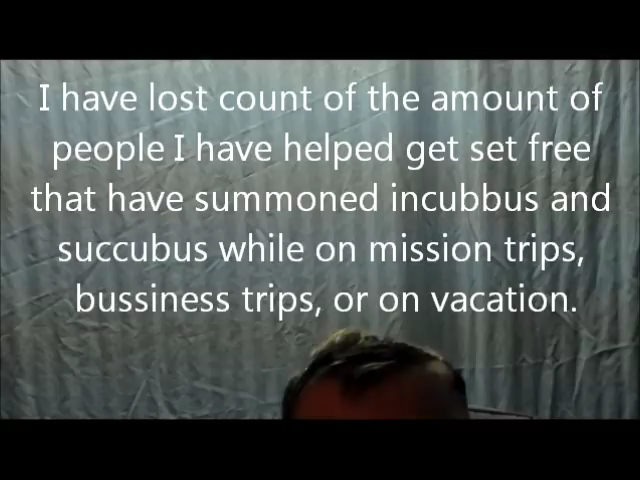 I have lost count of the amount of
people I have helped get set free
that have summoned incubbus and
succubus while on mission trips,
bussiness trips, or on vacation.